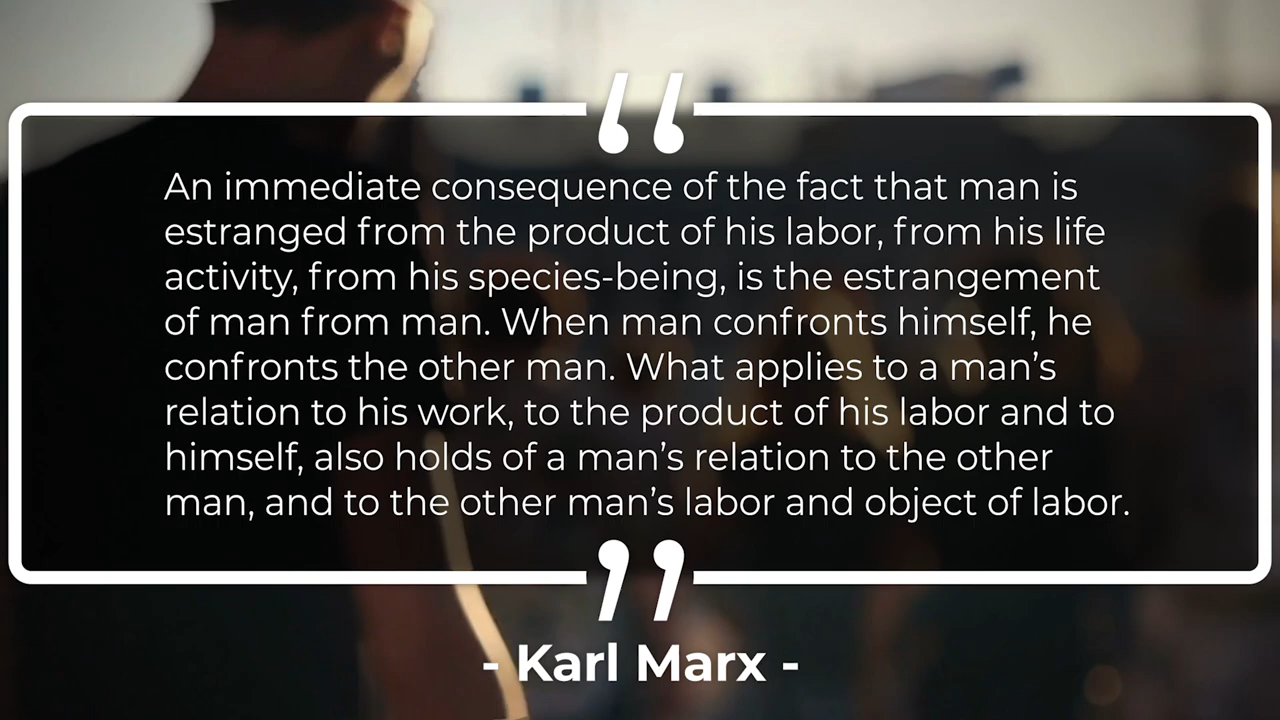 An immediate consequence of the fact that man is
estranged from the product of his labor, from his life
activity, from his species-being, is the estrangement
of man from man. When man confronts himself, he
confronts the other man. What applies to a man’s
relation to his work, to the product of his labor and to
himself, also holds of a man’s relation to the other
man, and to the other man’s labor and object of labor.
- Karl Marx -